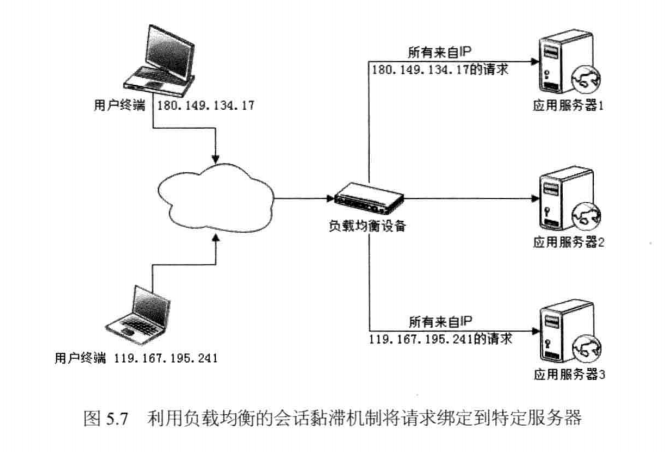 所有来自IP
180.149.134.17的请求
用户终端 180.149.134.17
应用服务器1
负载均衡设备
应用服务器2
所有来自IP
119.167.195.241的请求
用户终端 119.167.195.241
应用服务器3
图 5.7 利用负载均衡的会话黏滞机制将请求绑定到特定服务器